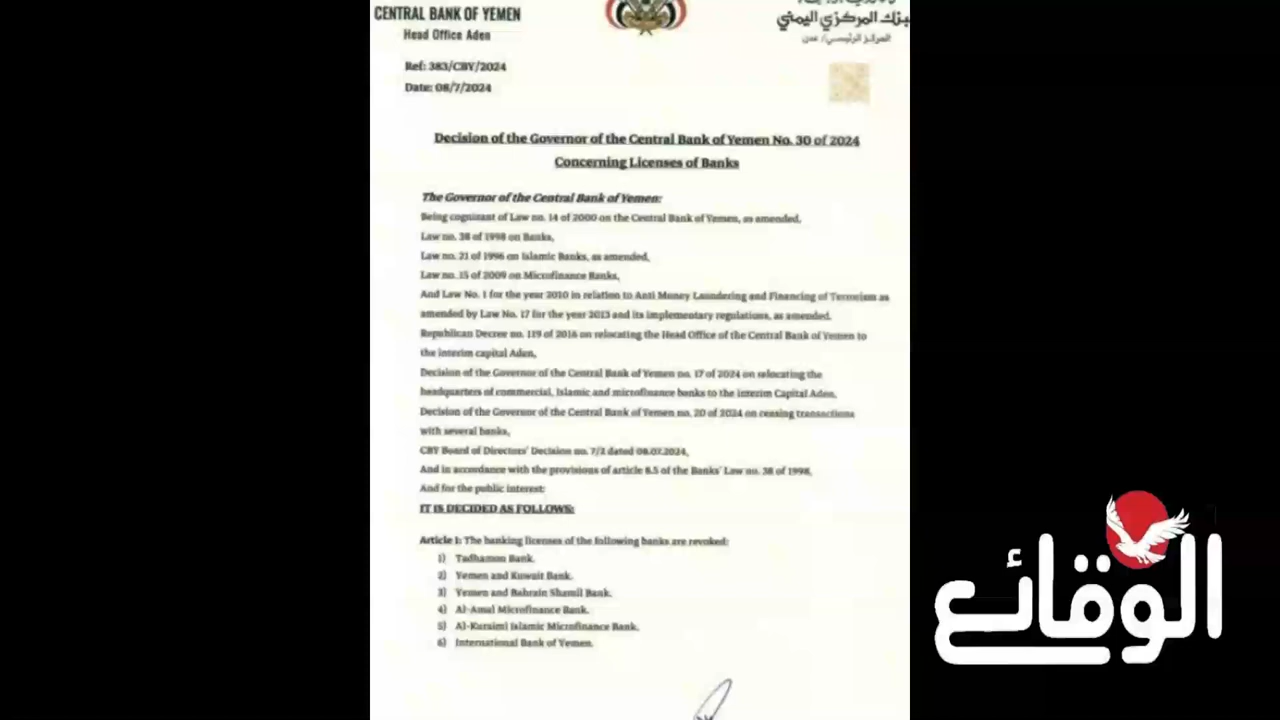 CENTRAL BANK OF YEMEN
Head Office Aden
البنك المركزي اليمني
المركز الرئيسي/ عدن
Ref: 383/CBY/2024
Date: 08/7/2024
Decision of the Governor of the Central Bank of Yemen No. 30 of 2024
Concerning Licenses of Banks
The Governor of the Central Bank of Yemen:
Being cognizant of Law no. 14 of 2000 on the Central Bank of Yemen, as amended,
Law no. 38 of 1998 on Banks,
Law no. 21 of 1996 on Islamic Banks, as amended,
Law no. 15 of 2009 on Microfinance Banks,
And Law No. 1 for the year 2010 in relation to Anti Money Laundering and Financing of Terrorism as
amended by Law No. 17 for the year 2013 and its implementary regulations, as amended.
Republican Decree no. 119 of 2016 on relocating the Head Office of the Central Bank of Yemen to
the interim capital Aden,
Decision of the Governor of the Central Bank of Yemen no. 17 of 2024 on relocating the
headquarters of commercial, Islamic and microfinance banks to the interim Capital Aden,
Decision of the Governor of the Central Bank of Yemen no. 20 of 2024 on ceasing transactions
with several banks,
CBY Board of Directors' Decision no. 7/2 dated 08.07.2024,
And in accordance with the provisions of article 8.5 of the Banks' Law no. 38 of 1998,
And for the public interest:
IT IS DECIDED AS FOLLOWS:
Article 1: The banking licenses of the following banks are revoked:
1) Tadhamon Bank.
2) Yemen and Kuwait Bank.
3) Yemen and Bahrain Shamil Bank.
4) Al-Amal Microfinance Bank.
5) Al-Kuraimi Islamic Microfinance Bank.
6) International Bank of Yemen.
الوقائع